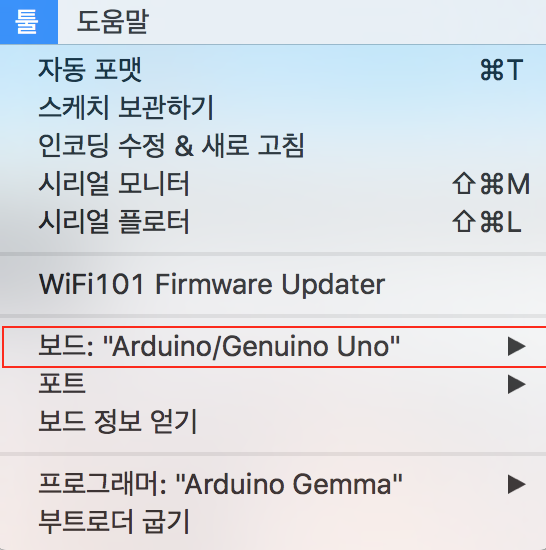 툴 도움말
자동 포맷 ⌘T
스케치 보관하기
인코딩 수정 & 새로 고침
시리얼 모니터 ⇧⌘M
시리얼 플로터 ⇧⌘L
WiFi101 Firmware Updater
보드: "Arduino/Genuino Uno" ▶
포트 ▶
보드 정보 얻기
프로그래머: "Arduino Gemma" ▶
부트로더 굽기